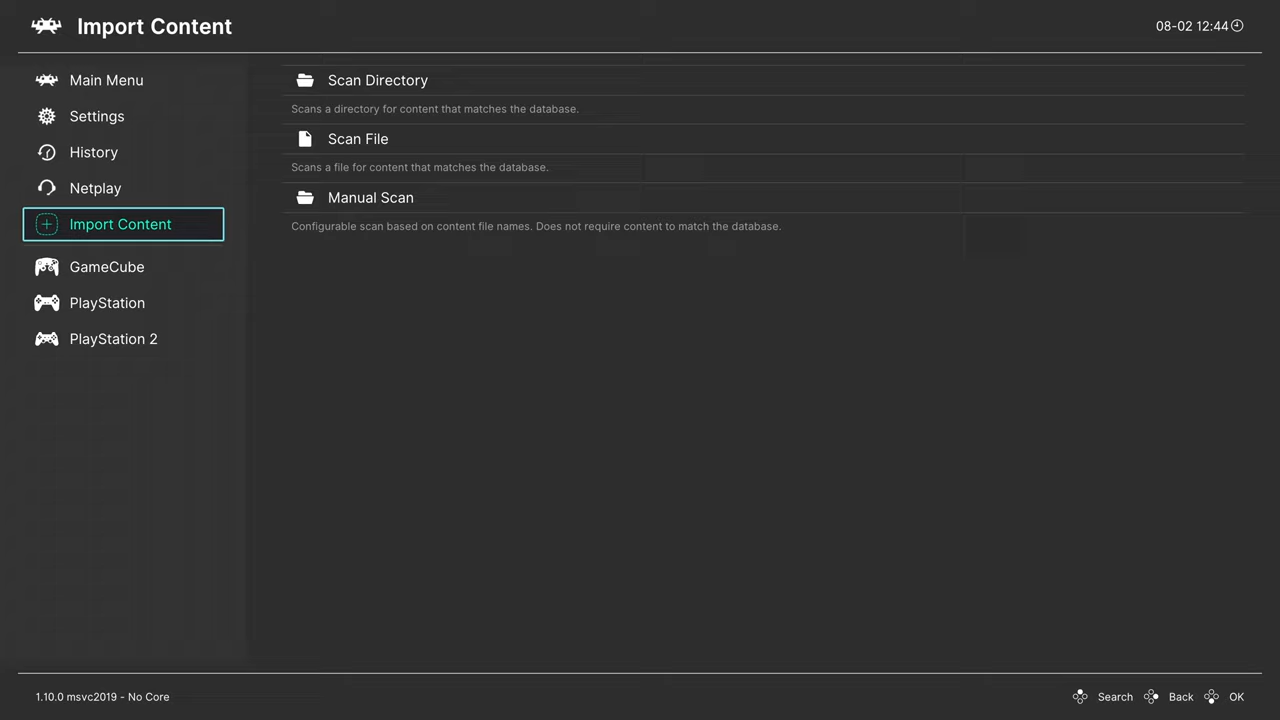 Import Content
08-02 12:44
Main Menu
Settings
History
Netplay
Import Content
GameCube
PlayStation
PlayStation 2
Scan Directory
Scans a directory for content that matches the database.
Scan File
Scans a file for content that matches the database.
Manual Scan
Configurable scan based on content file names. Does not require content to match the database.
1.10.0 msvc2019 - No Core
Search Back OK